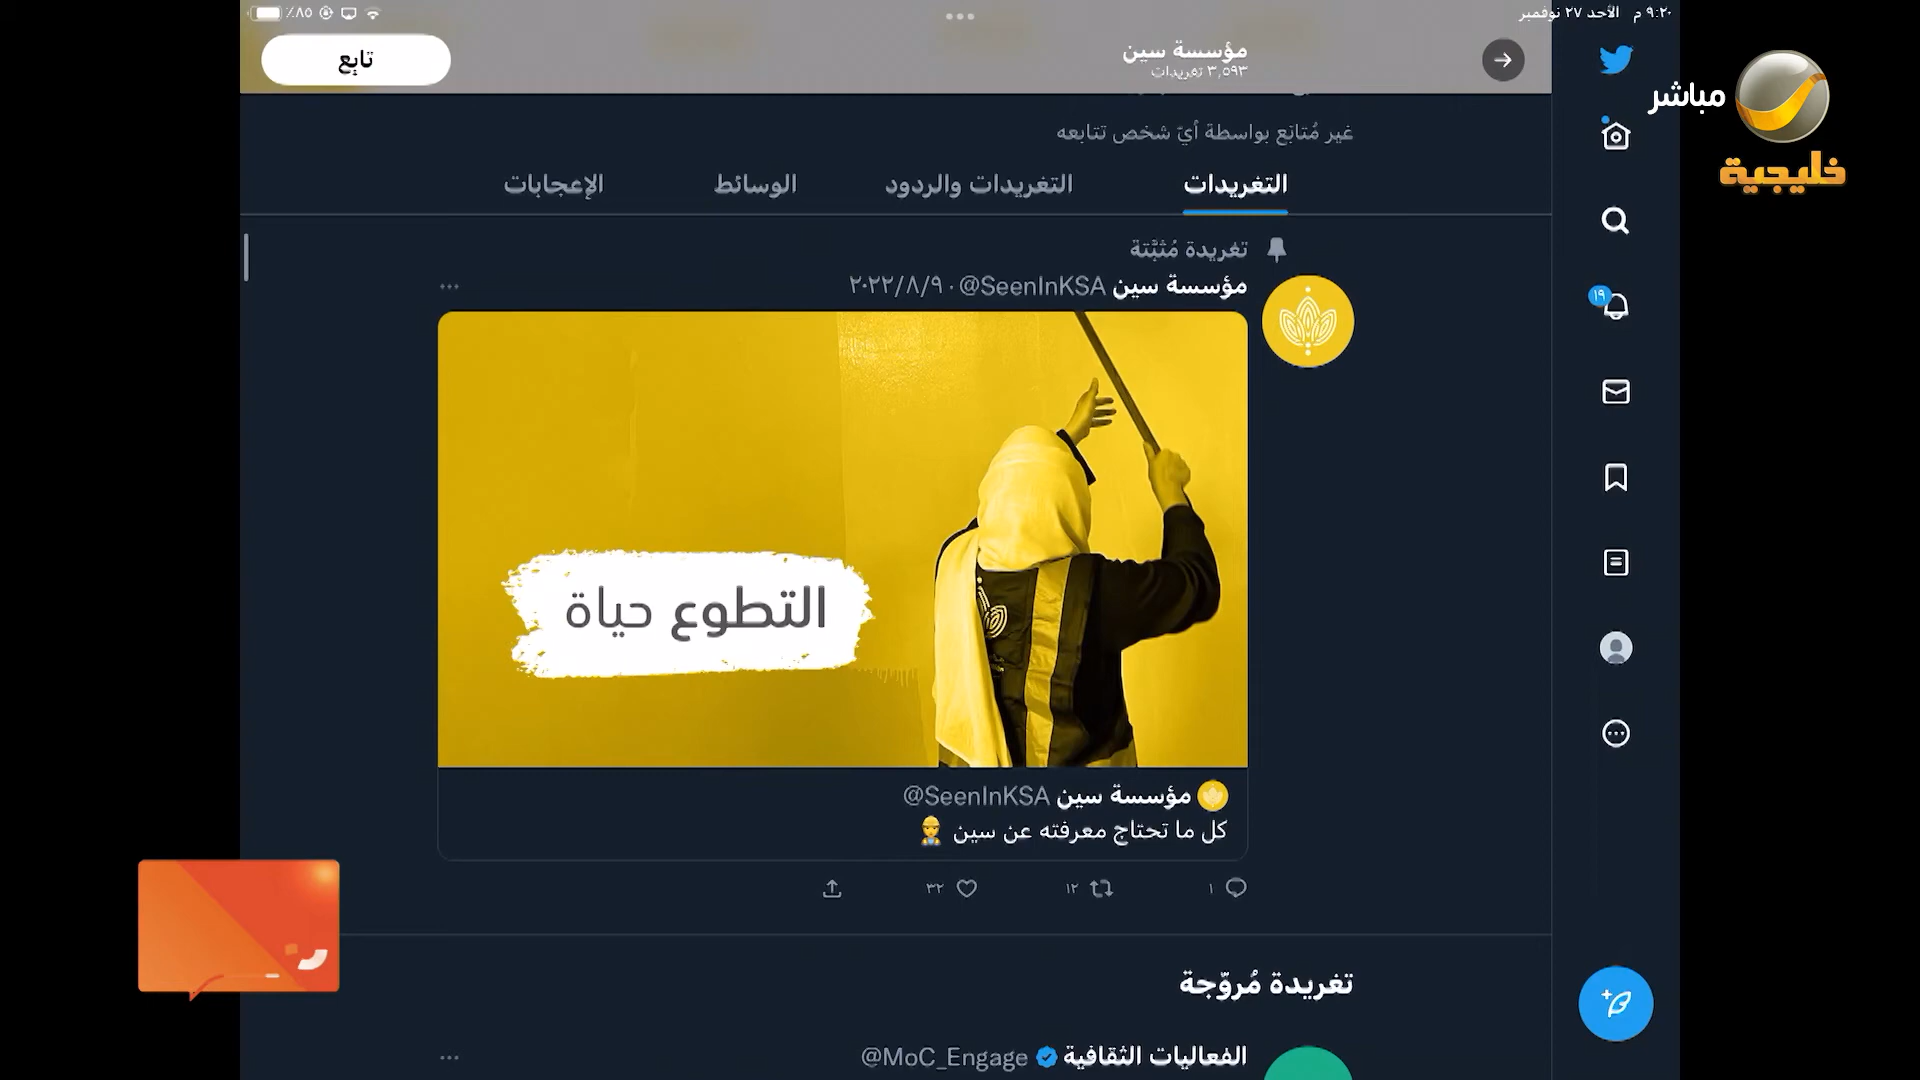 ٩:٢٠ م الأحد ٢٧ نوفمبر
٪٨٥
مباشر
خليجية
مؤسسة سين
٣,٥٩٣ تغريدات
تابِع
غير مُتابَع بواسطة أيّ شخص تتابعه
التغريدات
التغريدات والردود
الوسائط
الإعجابات
تغريدة مُثبَّتة
مؤسسة سين @SeenInKSA · ٢٠٢٢/٨/٩
١٩
التطوع حياة
مؤسسة سين @SeenInKSA
كل ما تحتاج معرفته عن سين
١
١٢
٣٢
تغريدة مُروّجة
الفعاليات الثقافية @MoC_Engage